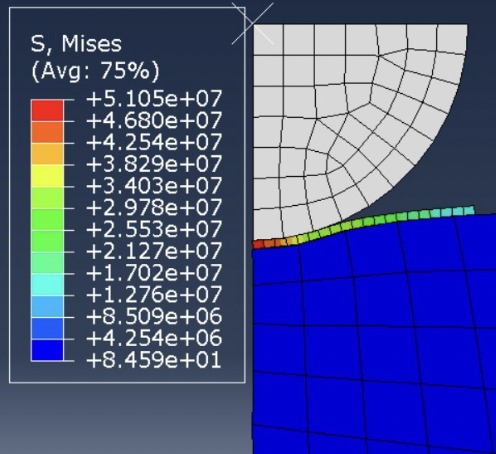 S, Mises
(Avg: 75%)
+5.105e+07
+4.680e+07
+4.254e+07
+3.829e+07
+3.403e+07
+2.978e+07
+2.553e+07
+2.127e+07
+1.702e+07
+1.276e+07
+8.509e+06
+4.254e+06
+8.459e+01